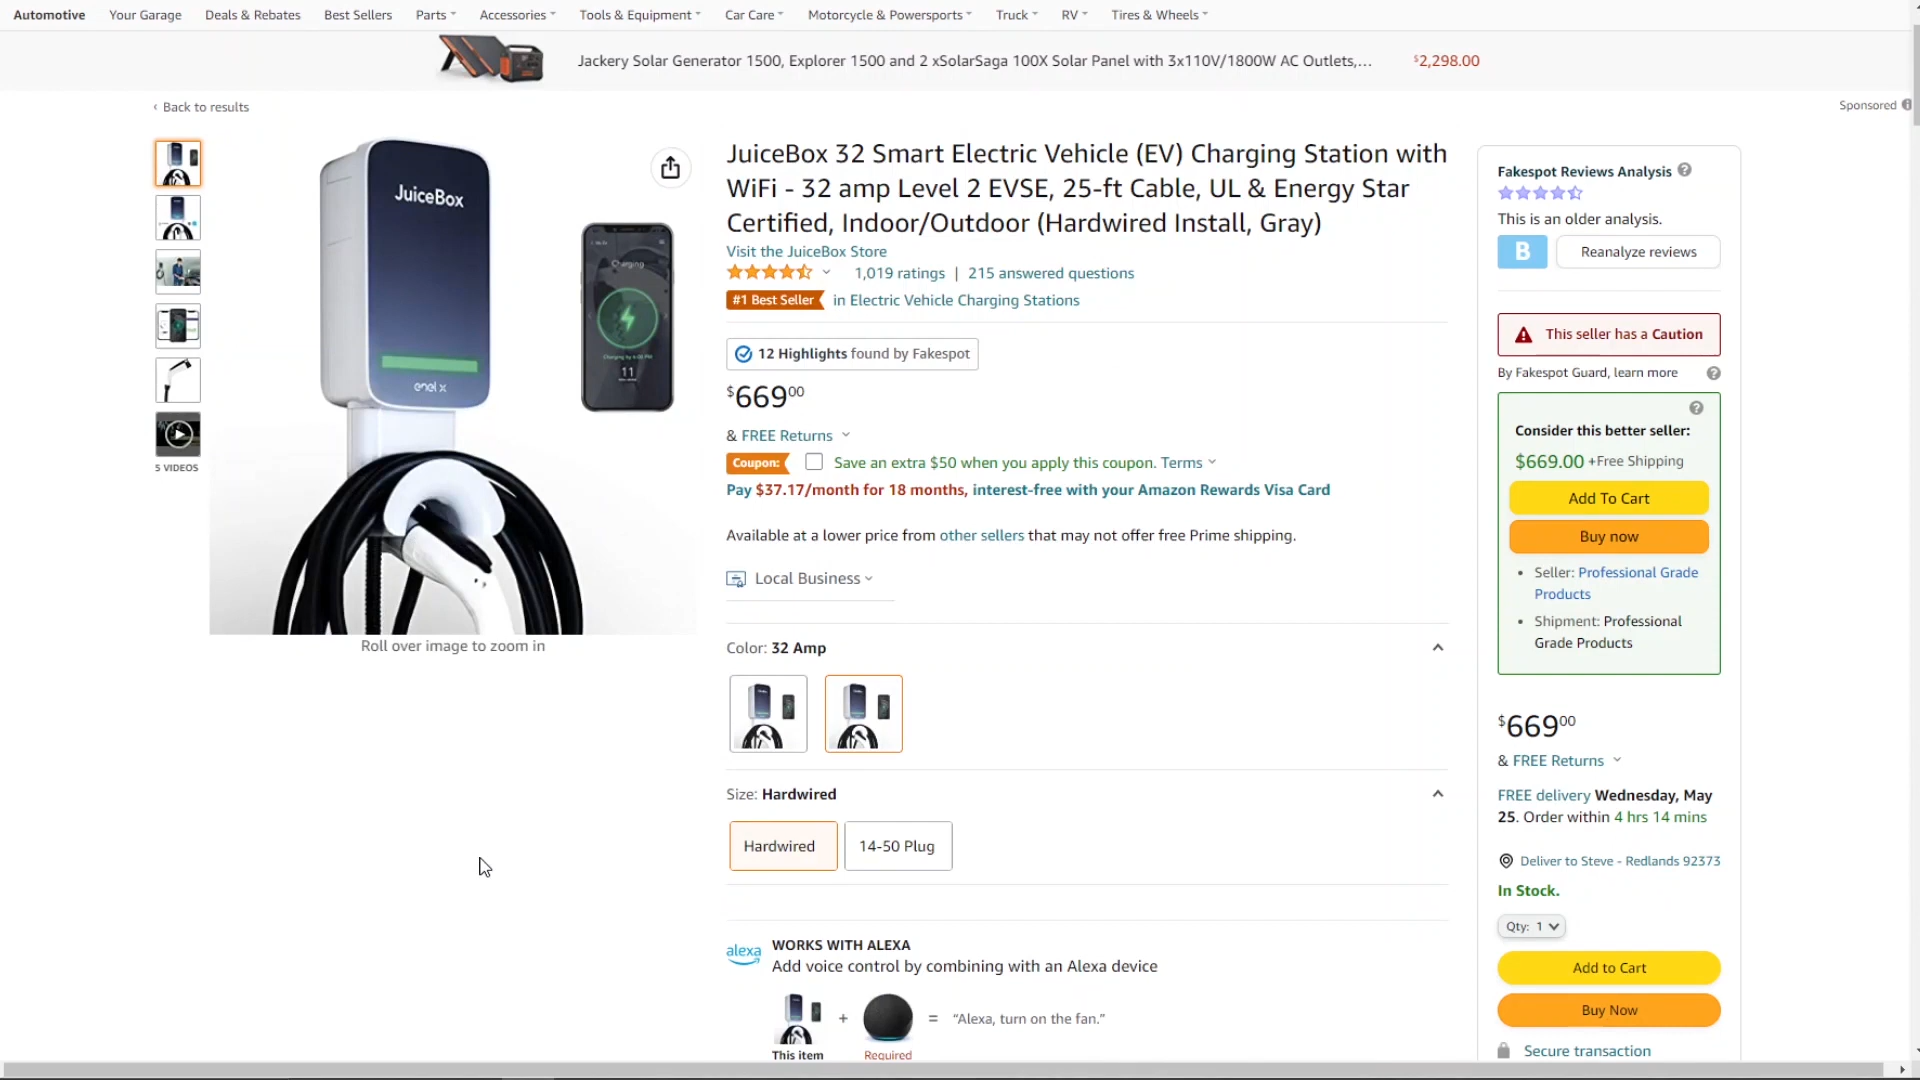 Automotive Your Garage Deals & Rebates Best Sellers Parts Accessories Tools & Equipment Car Care Motorcycle & Powersports Truck RV Tires & Wheels
Jackery Solar Generator 1500, Explorer 1500 and 2 xSolarSaga 100X Solar Panel with 3x110V/1800W AC Outlets,... $2,298.00
‹ Back to results
Sponsored
JuiceBox
enel x
Charging
Charging by 6:00 PM
11
5 VIDEOS
Roll over image to zoom in
JuiceBox 32 Smart Electric Vehicle (EV) Charging Station with
WiFi - 32 amp Level 2 EVSE, 25-ft Cable, UL & Energy Star
Certified, Indoor/Outdoor (Hardwired Install, Gray)
Visit the JuiceBox Store
1,019 ratings | 215 answered questions
#1 Best Seller in Electric Vehicle Charging Stations
12 Highlights found by Fakespot
$669.00
& FREE Returns
Coupon: Save an extra $50 when you apply this coupon. Terms
Pay $37.17/month for 18 months, interest-free with your Amazon Rewards Visa Card
Available at a lower price from other sellers that may not offer free Prime shipping.
Local Business
Color: 32 Amp
Size: Hardwired
Hardwired 14-50 Plug
alexa
WORKS WITH ALEXA
Add voice control by combining with an Alexa device
+ = “Alexa, turn on the fan.”
This item Required
Fakespot Reviews Analysis ?
This is an older analysis.
B Reanalyze reviews
This seller has a Caution
By Fakespot Guard, learn more ?
?
Consider this better seller:
$669.00 +Free Shipping
Add To Cart
Buy now
• Seller: Professional Grade
Products
• Shipment: Professional
Grade Products
$669.00
& FREE Returns
FREE delivery Wednesday, May
25. Order within 4 hrs 14 mins
Deliver to Steve - Redlands 92373
In Stock.
Qty: 1
Add to Cart
Buy Now
Secure transaction